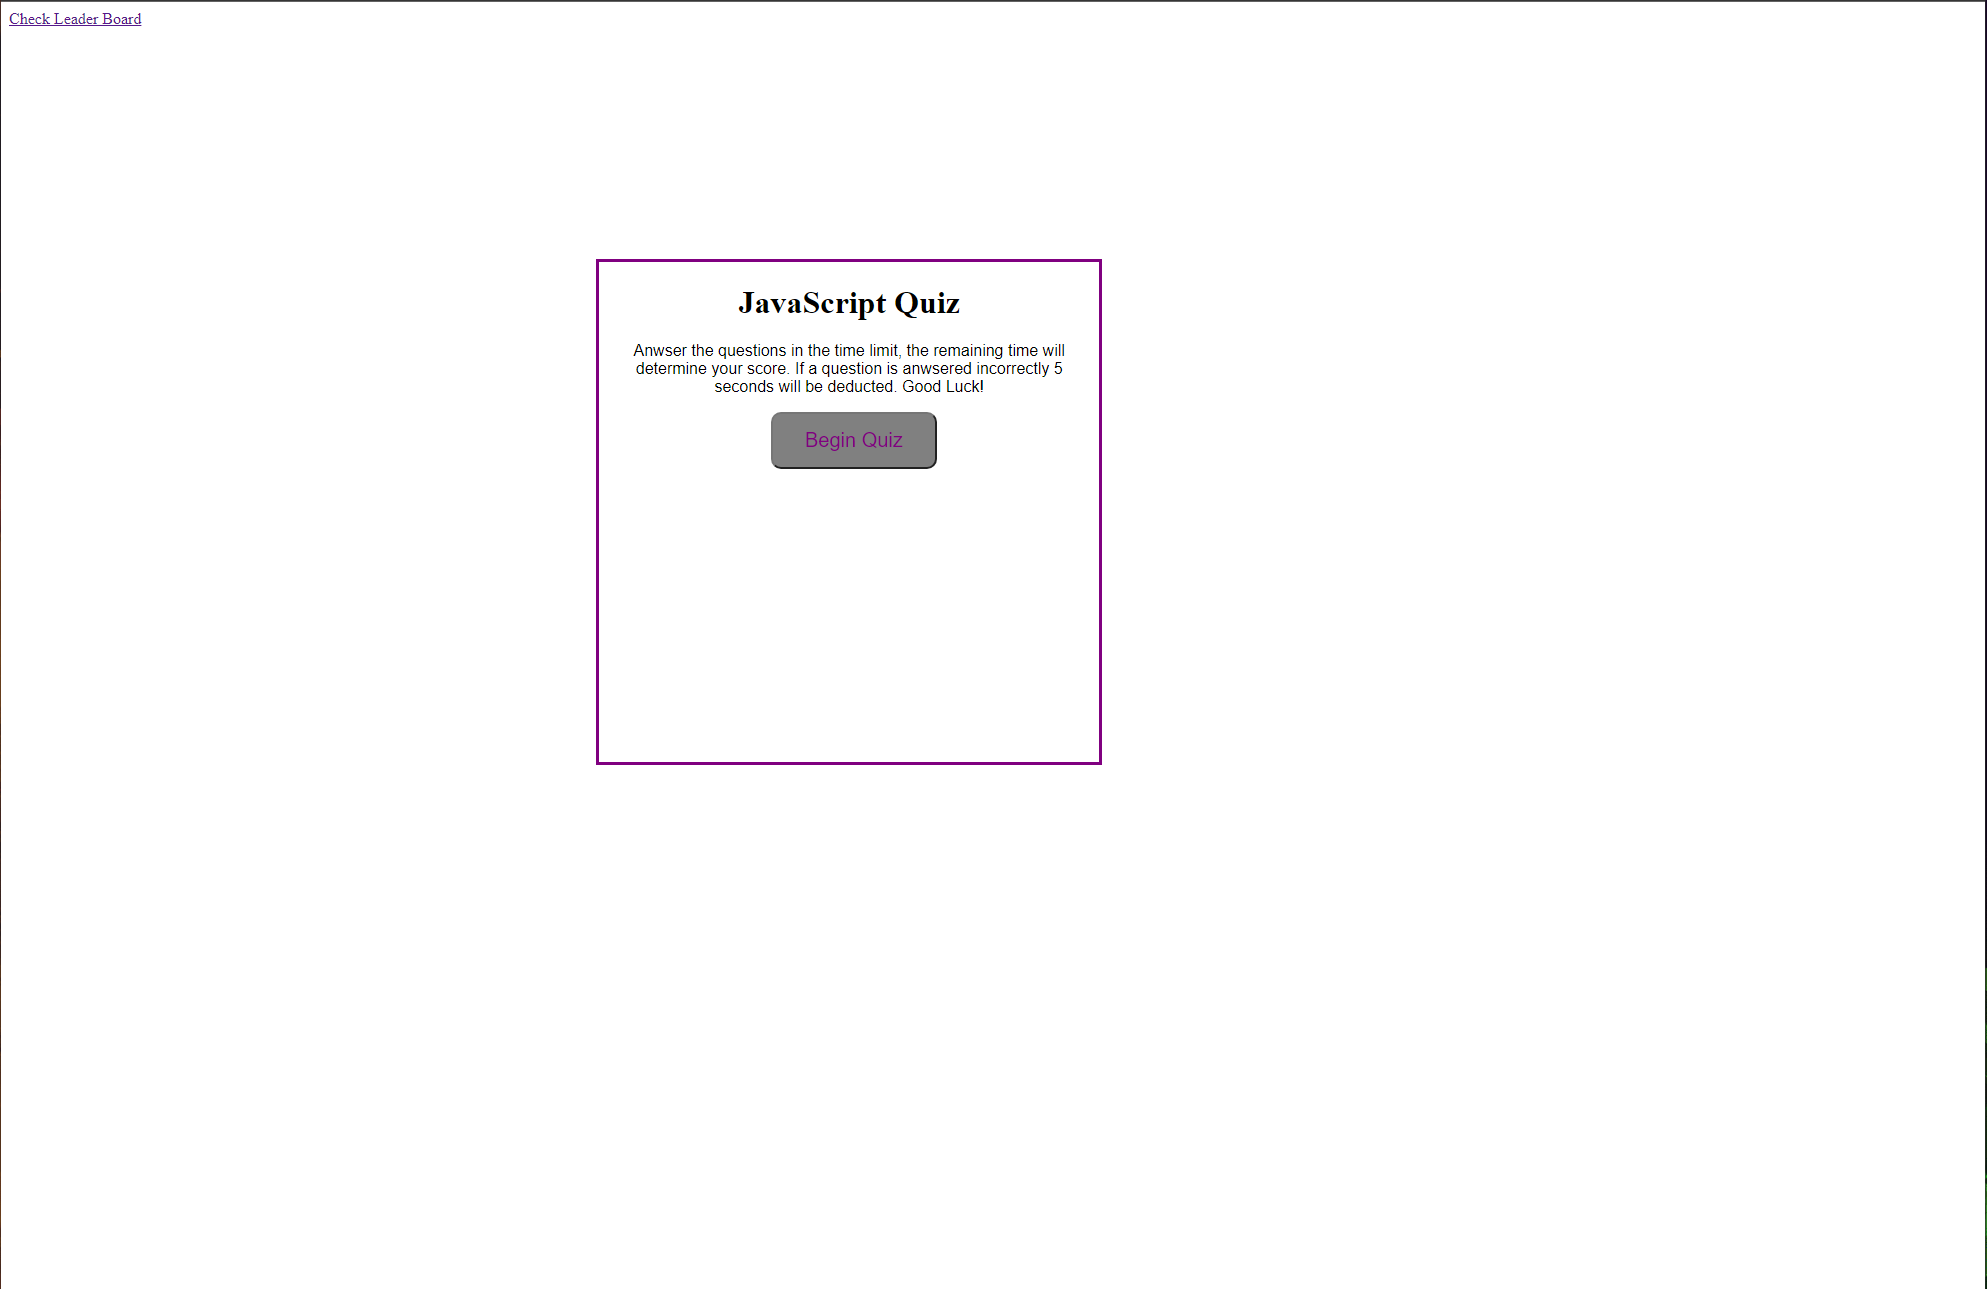 Check Leader Board
JavaScript Quiz
Anwser the questions in the time limit, the remaining time will
determine your score. If a question is anwsered incorrectly 5
seconds will be deducted. Good Luck!
Begin Quiz